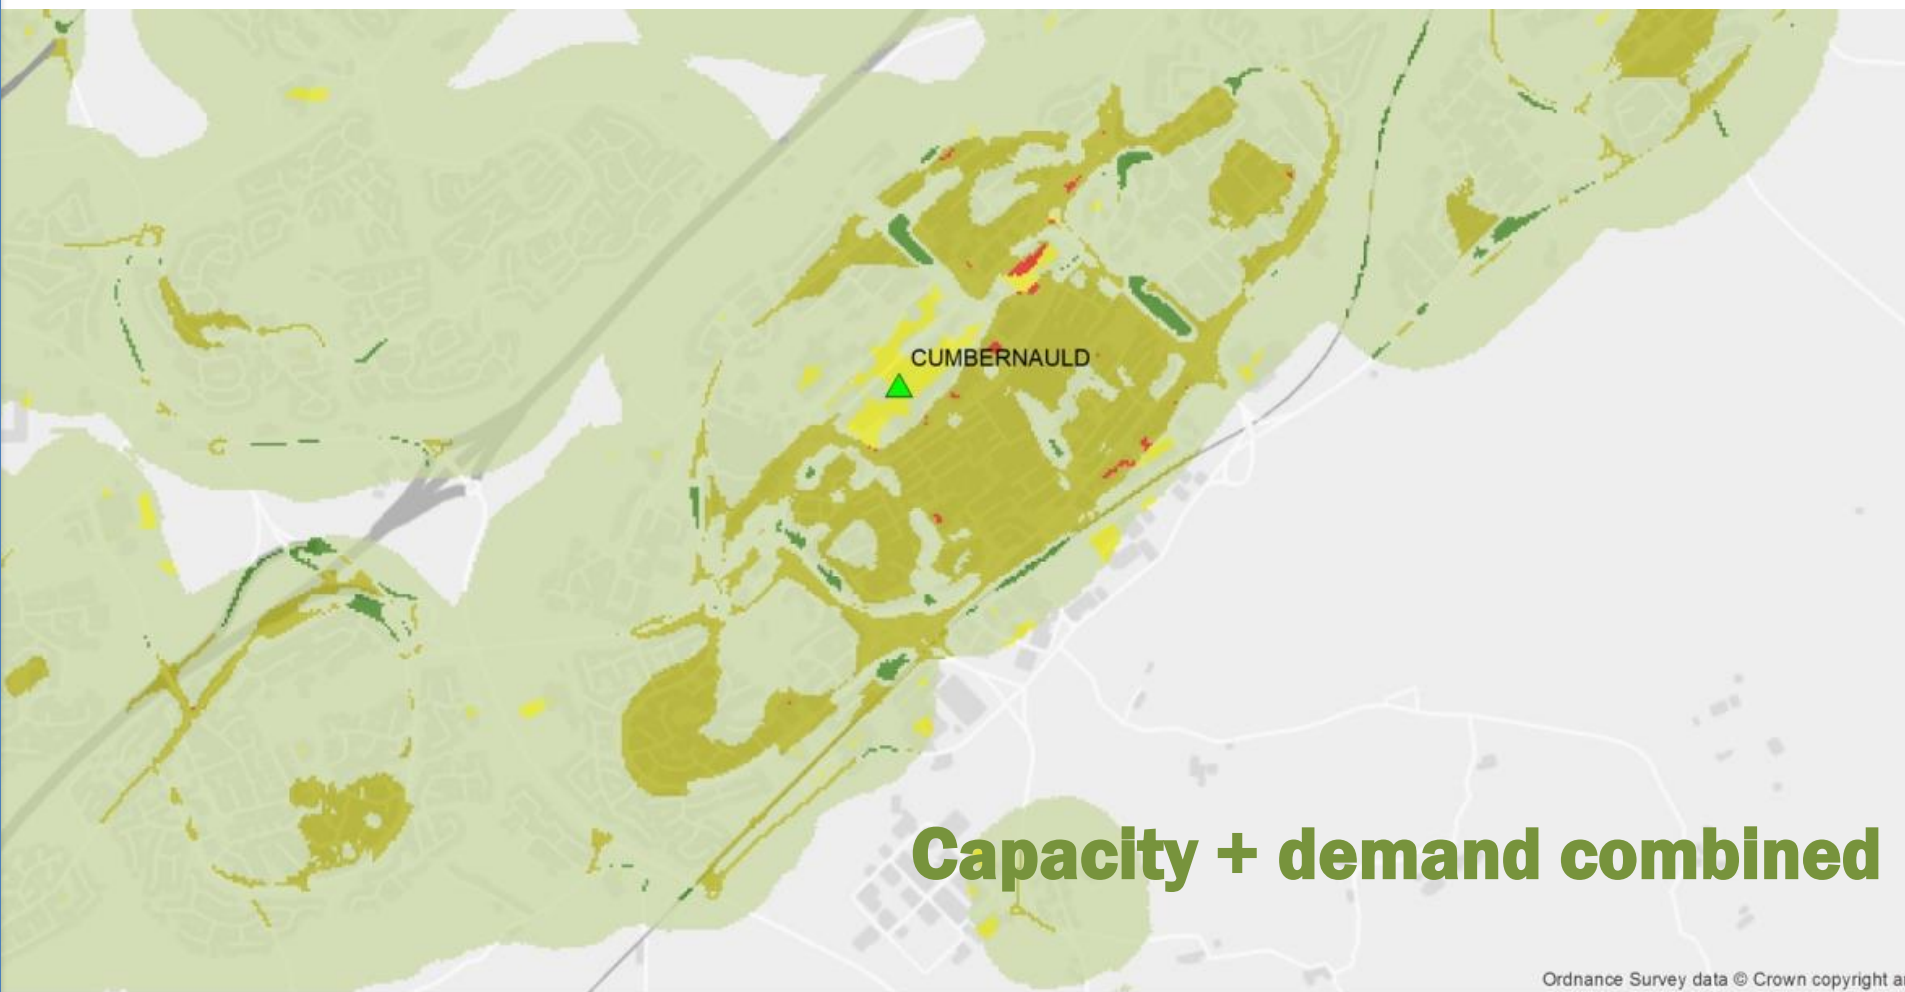 CUMBERNAULD
Capacity + demand combined
Ordnance Survey data © Crown copyright a